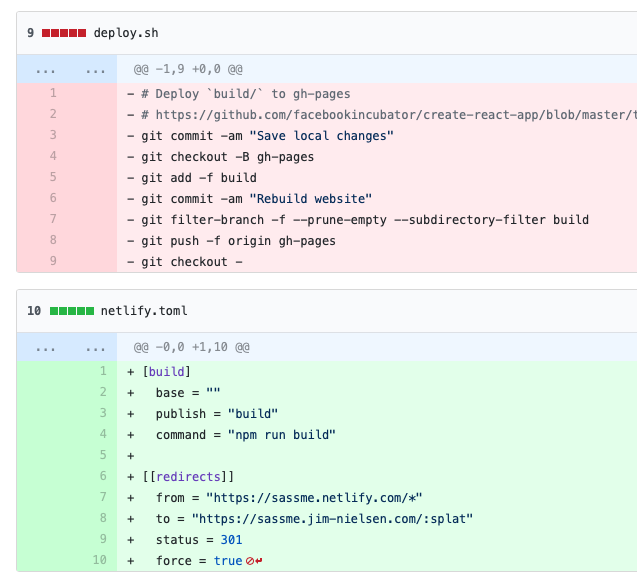 9 deploy.sh
... ... @@ -1,9 +0,0 @@
1 - # Deploy `build/` to gh-pages
2 - # https://github.com/facebookincubator/create-react-app/blob/master/t
3 - git commit -am "Save local changes"
4 - git checkout -B gh-pages
5 - git add -f build
6 - git commit -am "Rebuild website"
7 - git filter-branch -f --prune-empty --subdirectory-filter build
8 - git push -f origin gh-pages
9 - git checkout -
10 netlify.toml
... ... @@ -0,0 +1,10 @@
1 + [build]
2 +   base = ""
3 +   publish = "build"
4 +   command = "npm run build"
5 +
6 + [[redirects]]
7 +   from = "https://sassme.netlify.com/*"
8 +   to = "https://sassme.jim-nielsen.com/:splat"
9 +   status = 301
10 +   force = true